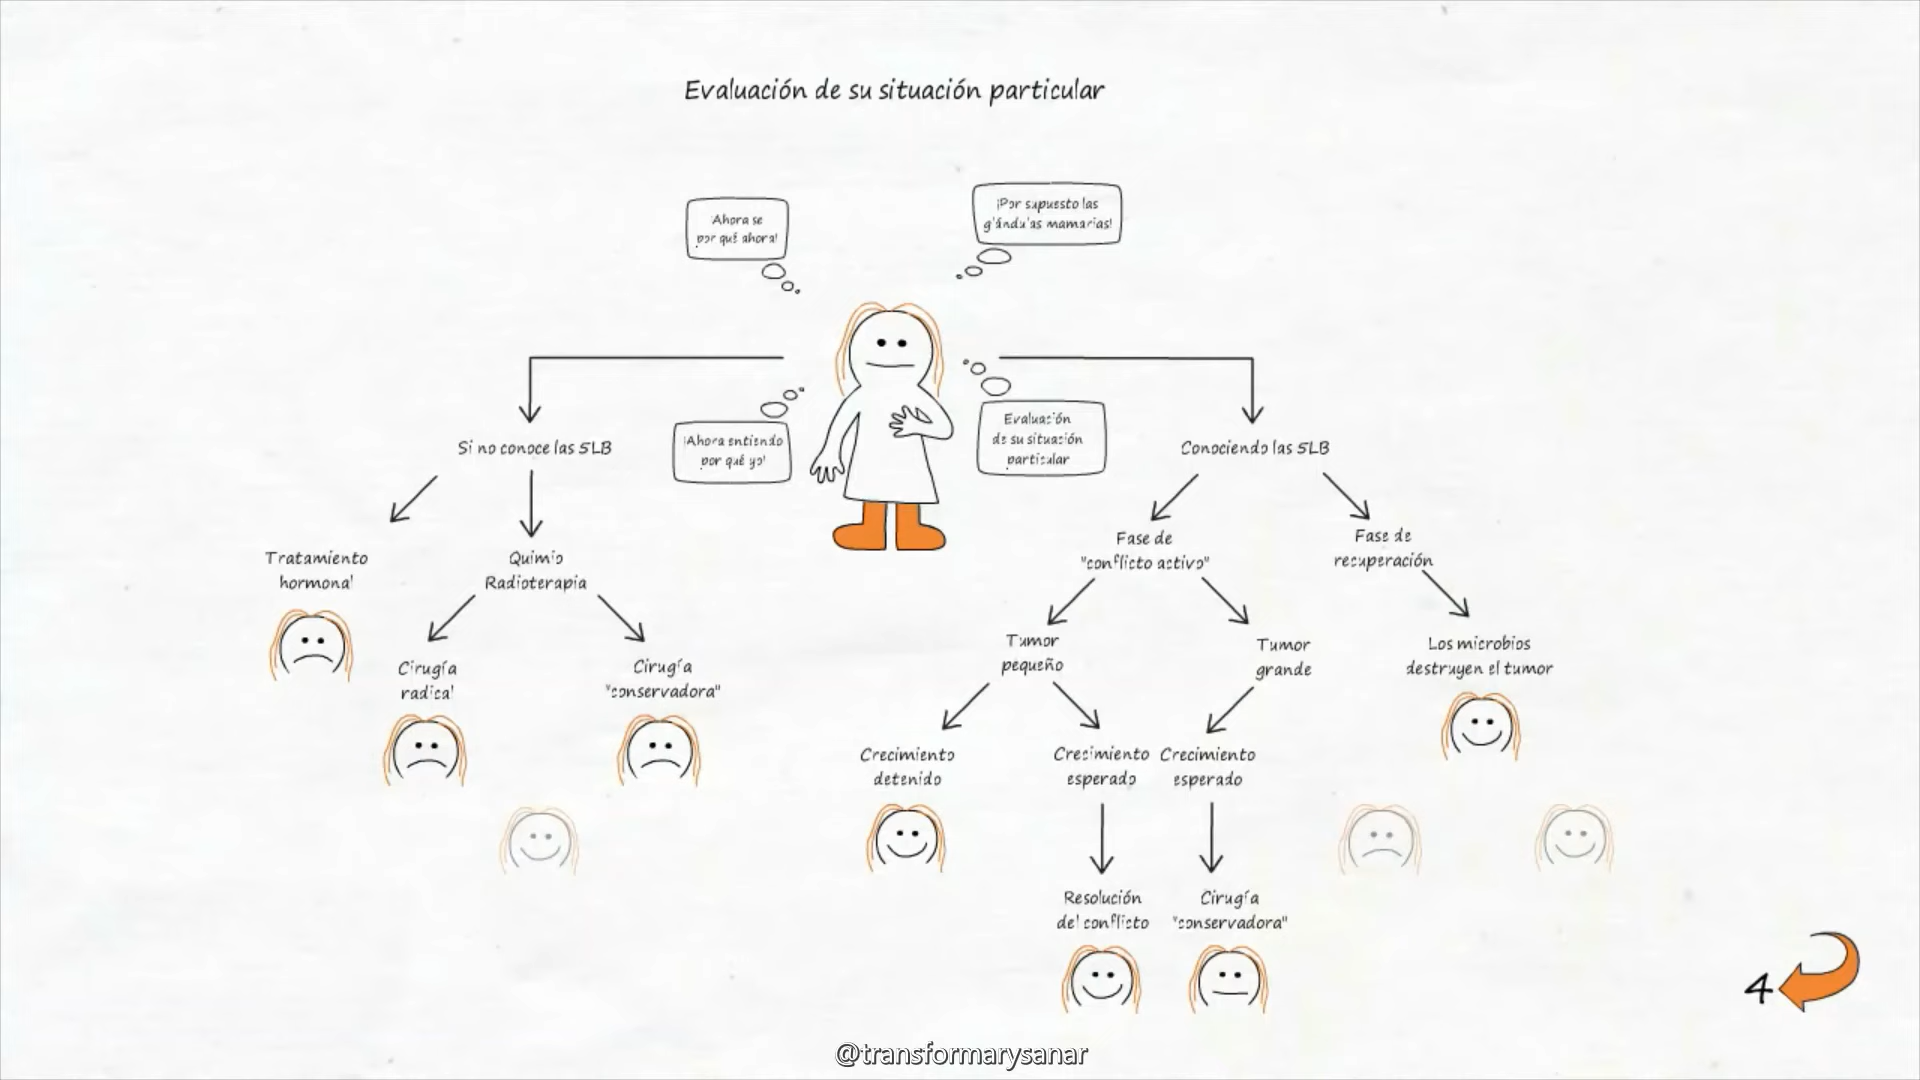 Evaluación de su situación particular
¡Ahora se
por qué ahora!
¡Por supuesto las
glándulas mamarias!
¡Ahora entiendo
por qué yo!
Evaluación
de su situación
particular
Si no conoce las 5LB
Conociendo las 5LB
Tratamiento
hormonal
Quimio
Radioterapia
Cirugía
radical
Cirugía
"conservadora"
Fase de
"conflicto activo"
Fase de
recuperación
Tumor
pequeño
Tumor
grande
Los microbios
destruyen el tumor
Crecimiento
detenido
Crecimiento
esperado
Crecimiento
esperado
Resolución
del conflicto
Cirugía
"conservadora"
4
@transformarysanar